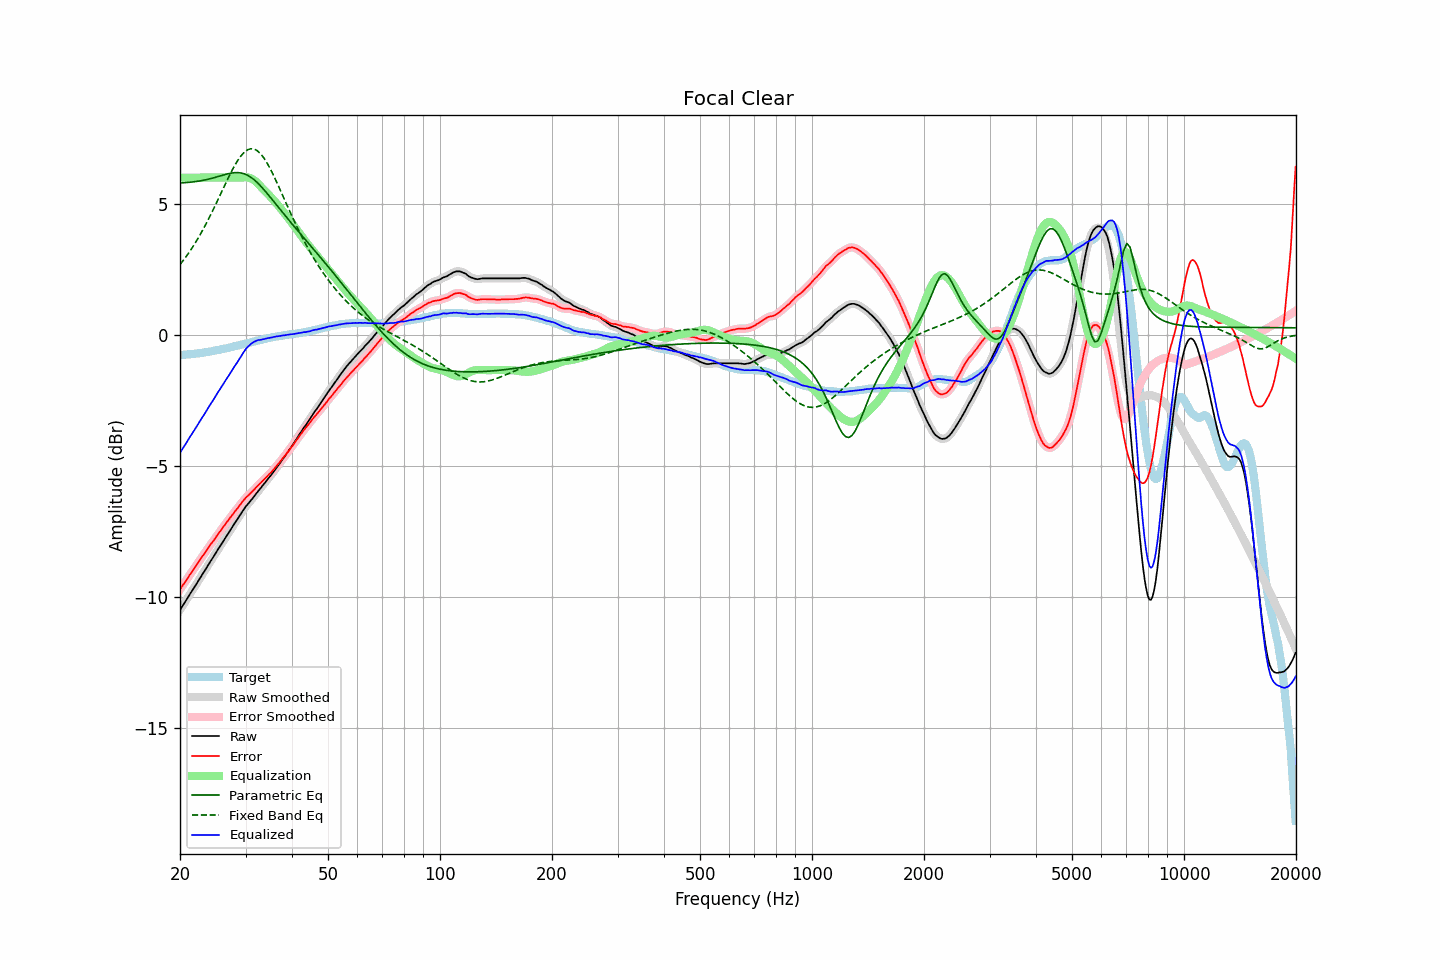 Focal Clear
Amplitude (dBr)
5
0
−5
−10
−15
Target
Raw Smoothed
Error Smoothed
Raw
Error
Equalization
Parametric Eq
Fixed Band Eq
Equalized
20 50 100 200 500 1000 2000 5000 10000 20000
Frequency (Hz)